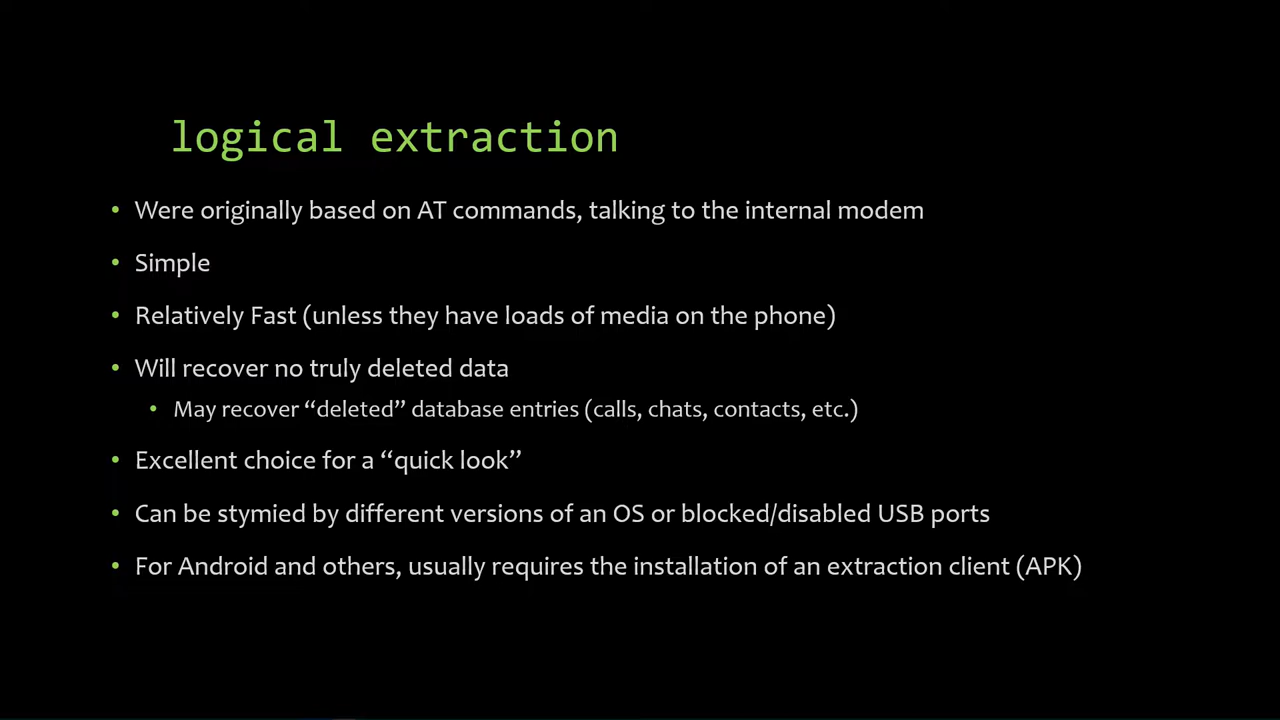 logical extraction
• Were originally based on AT commands, talking to the internal modem
• Simple
• Relatively Fast (unless they have loads of media on the phone)
• Will recover no truly deleted data
• May recover “deleted” database entries (calls, chats, contacts, etc.)
• Excellent choice for a “quick look”
• Can be stymied by different versions of an OS or blocked/disabled USB ports
• For Android and others, usually requires the installation of an extraction client (APK)